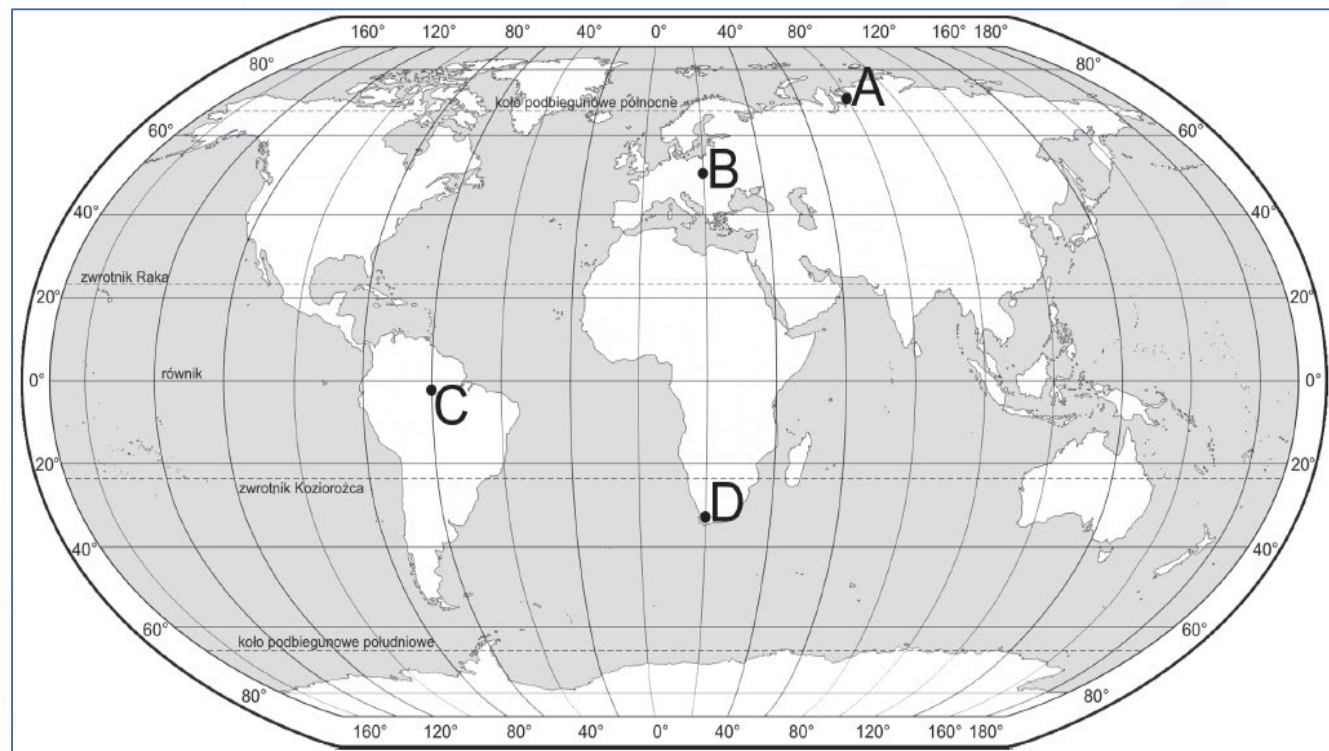 160° 120° 80° 40° 0° 40° 80° 120° 160° 180°
80° 80°
A
koło podbiegunowe północne
60° 60°
B
40° 40°
zwrotnik Raka
20° 20°
równik
0° 0°
C
20° 20°
zwrotnik Koziorożca
D
40° 40°
60° 60°
koło podbiegunowe południowe
80° 80°
160° 120° 80° 40° 0° 40° 80° 120° 160° 180°